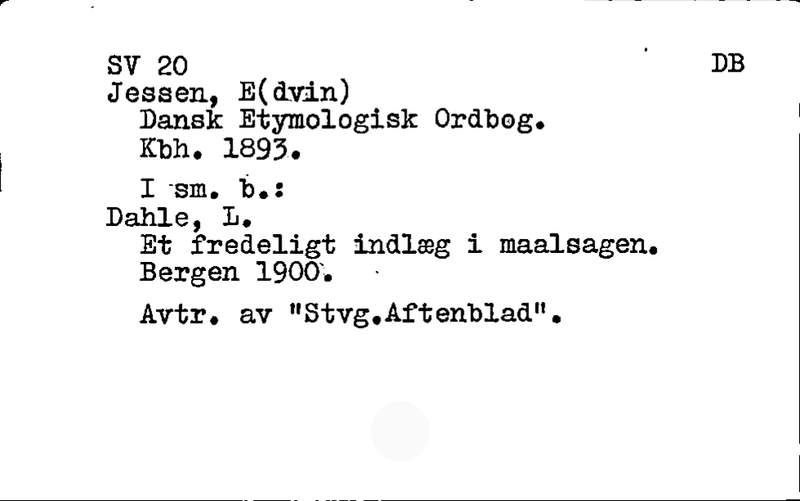 SV 20 DB
Jessen, E(dvin)
Dansk Etymologisk Ordbog.
Kbh. 1893.
I sm. b.:
Dahle, L.
Et fredeligt indlæg i maalsagen.
Bergen 1900.
Avtr. av "Stvg.Aftenblad".